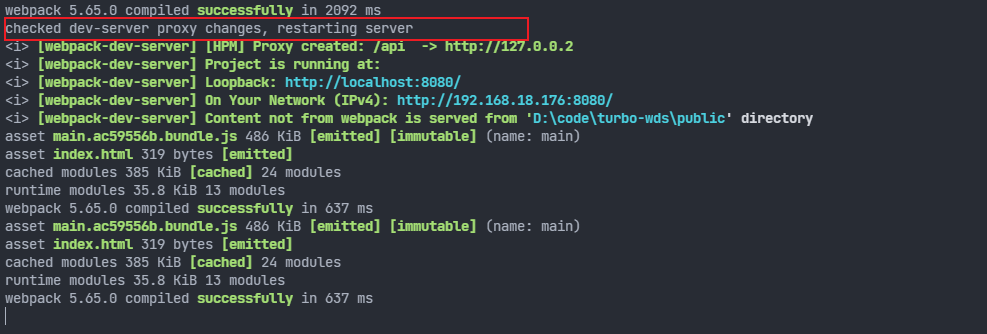 webpack 5.65.0 compiled successfully in 2092 ms
checked dev-server proxy changes, restarting server
<i> [webpack-dev-server] [HPM] Proxy created: /api  -> http://127.0.0.2
<i> [webpack-dev-server] Project is running at:
<i> [webpack-dev-server] Loopback: http://localhost:8080/
<i> [webpack-dev-server] On Your Network (IPv4): http://192.168.18.176:8080/
<i> [webpack-dev-server] Content not from webpack is served from 'D:\code\turbo-wds\public' directory
asset main.ac59556b.bundle.js 486 KiB [emitted] [immutable] (name: main)
asset index.html 319 bytes [emitted]
cached modules 385 KiB [cached] 24 modules
runtime modules 35.8 KiB 13 modules
webpack 5.65.0 compiled successfully in 637 ms
asset main.ac59556b.bundle.js 486 KiB [emitted] [immutable] (name: main)
asset index.html 319 bytes [emitted]
cached modules 385 KiB [cached] 24 modules
runtime modules 35.8 KiB 13 modules
webpack 5.65.0 compiled successfully in 637 ms